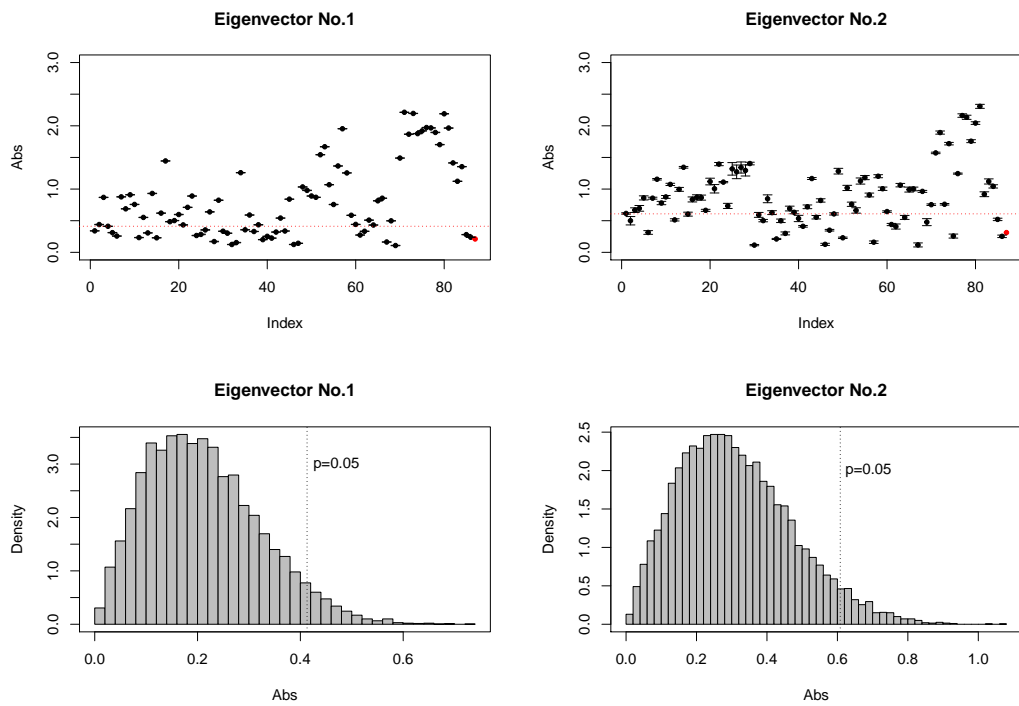 Eigenvector No.1
Abs
0.0 1.0 2.0 3.0
0 20 40 60 80
Index
Eigenvector No.2
Abs
0.0 1.0 2.0 3.0
0 20 40 60 80
Index
Eigenvector No.1
Density
0.0 1.0 2.0 3.0
p=0.05
0.0 0.2 0.4 0.6
Abs
Eigenvector No.2
Density
0.0 0.5 1.0 1.5 2.0 2.5
p=0.05
0.0 0.2 0.4 0.6 0.8 1.0
Abs